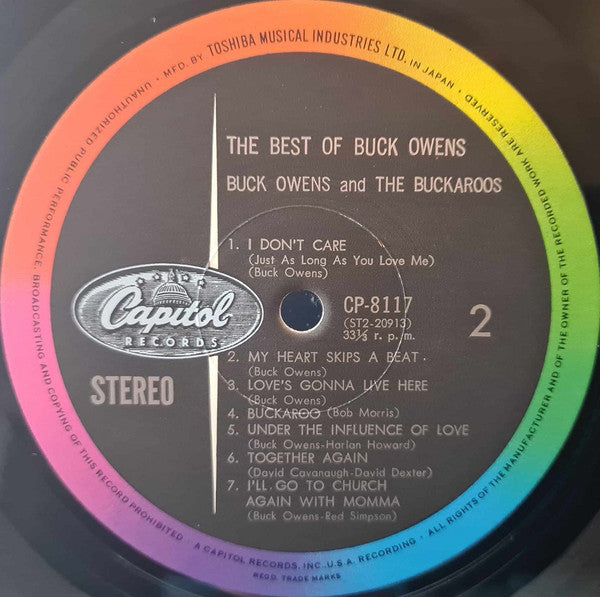 MFD. BY TOSHIBA MUSICAL INDUSTRIES LTD. IN JAPAN • ALL RIGHTS OF THE MANUFACTURER AND OF THE OWNER OF THE RECORDED WORK ARE RESERVED
UNAUTHORIZED PUBLIC PERFORMANCE, BROADCASTING AND COPYING OF THIS RECORD PROHIBITED • A CAPITOL RECORDS, INC. U.S.A. RECORDING •
REGD. TRADE MARKS
THE BEST OF BUCK OWENS
BUCK OWENS and THE BUCKAROOS
1. I DON'T CARE
(Just As Long As You Love Me)
(Buck Owens)
Capitol
RECORDS
CP-8117
(ST2-20913)
33⅓ r. p. m.
2
STEREO
2. MY HEART SKIPS A BEAT
(Buck Owens)
3. LOVE'S GONNA LIVE HERE
(Buck Owens)
4. BUCKAROO (Bob Morris)
5. UNDER THE INFLUENCE OF LOVE
(Buck Owens-Harlan Howard)
6. TOGETHER AGAIN
(David Cavanaugh-David Dexter)
7. I'LL GO TO CHURCH
AGAIN WITH MOMMA
(Buck Owens-Red Simpson)